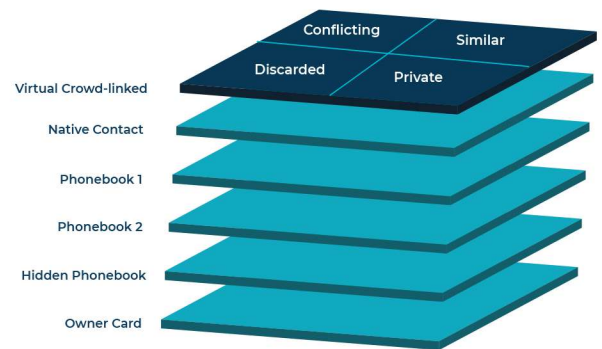 Conflicting
Similar
Discarded
Private
Virtual Crowd-linked
Native Contact
Phonebook 1
Phonebook 2
Hidden Phonebook
Owner Card